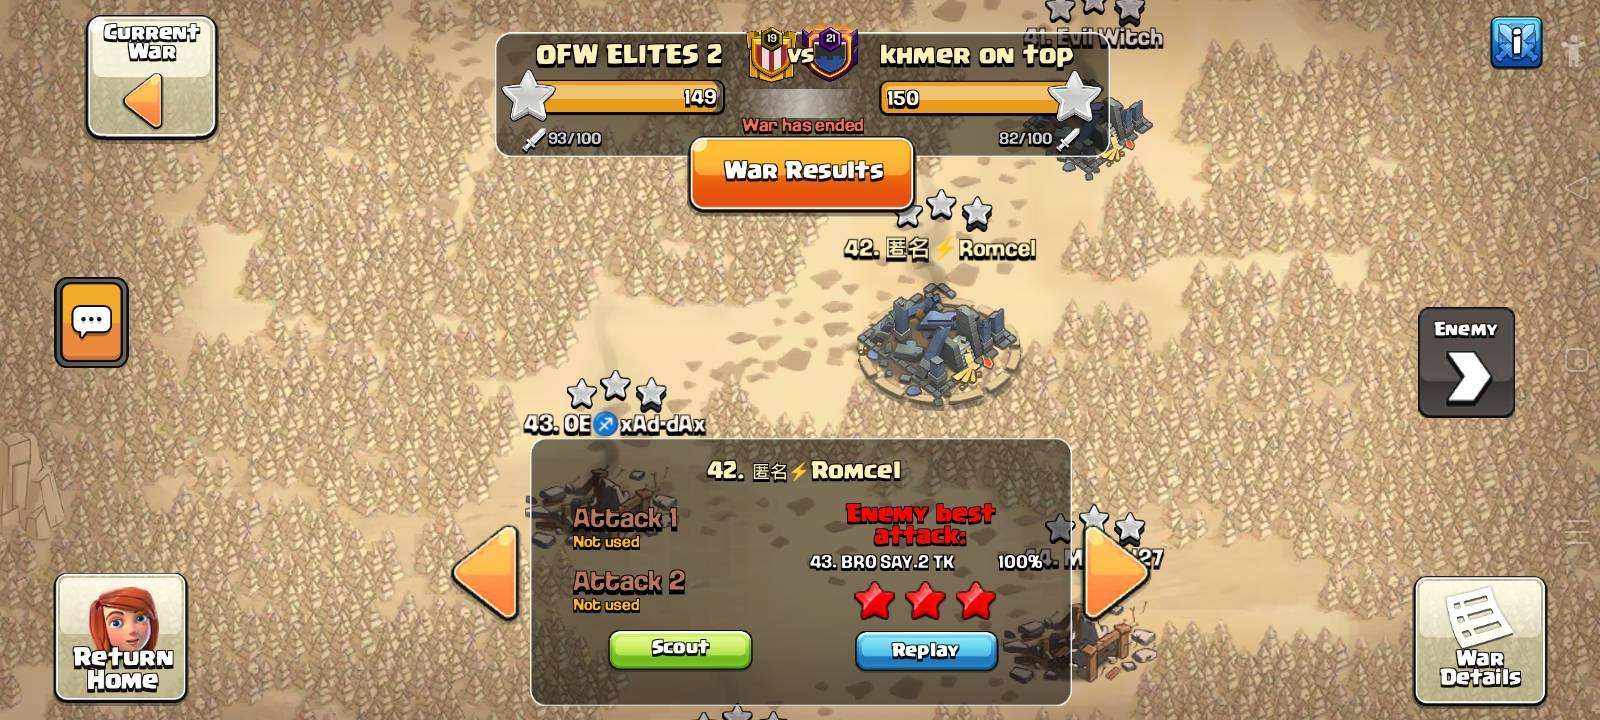 Current
War
OFW ELITES 2
19
vs
21
khmer on top
149
150
War has ended
93/100
82/100
War Results
41. Evil Witch
42. 匿名⚡Romcel
Enemy
43. OE♐xAd-dAx
42. 匿名⚡Romcel
Attack 1
Not used
Attack 2
Not used
Scout
Enemy best
attack:
43. BRO SAY.2 TK 100%
Replay
Return
Home
War
Details